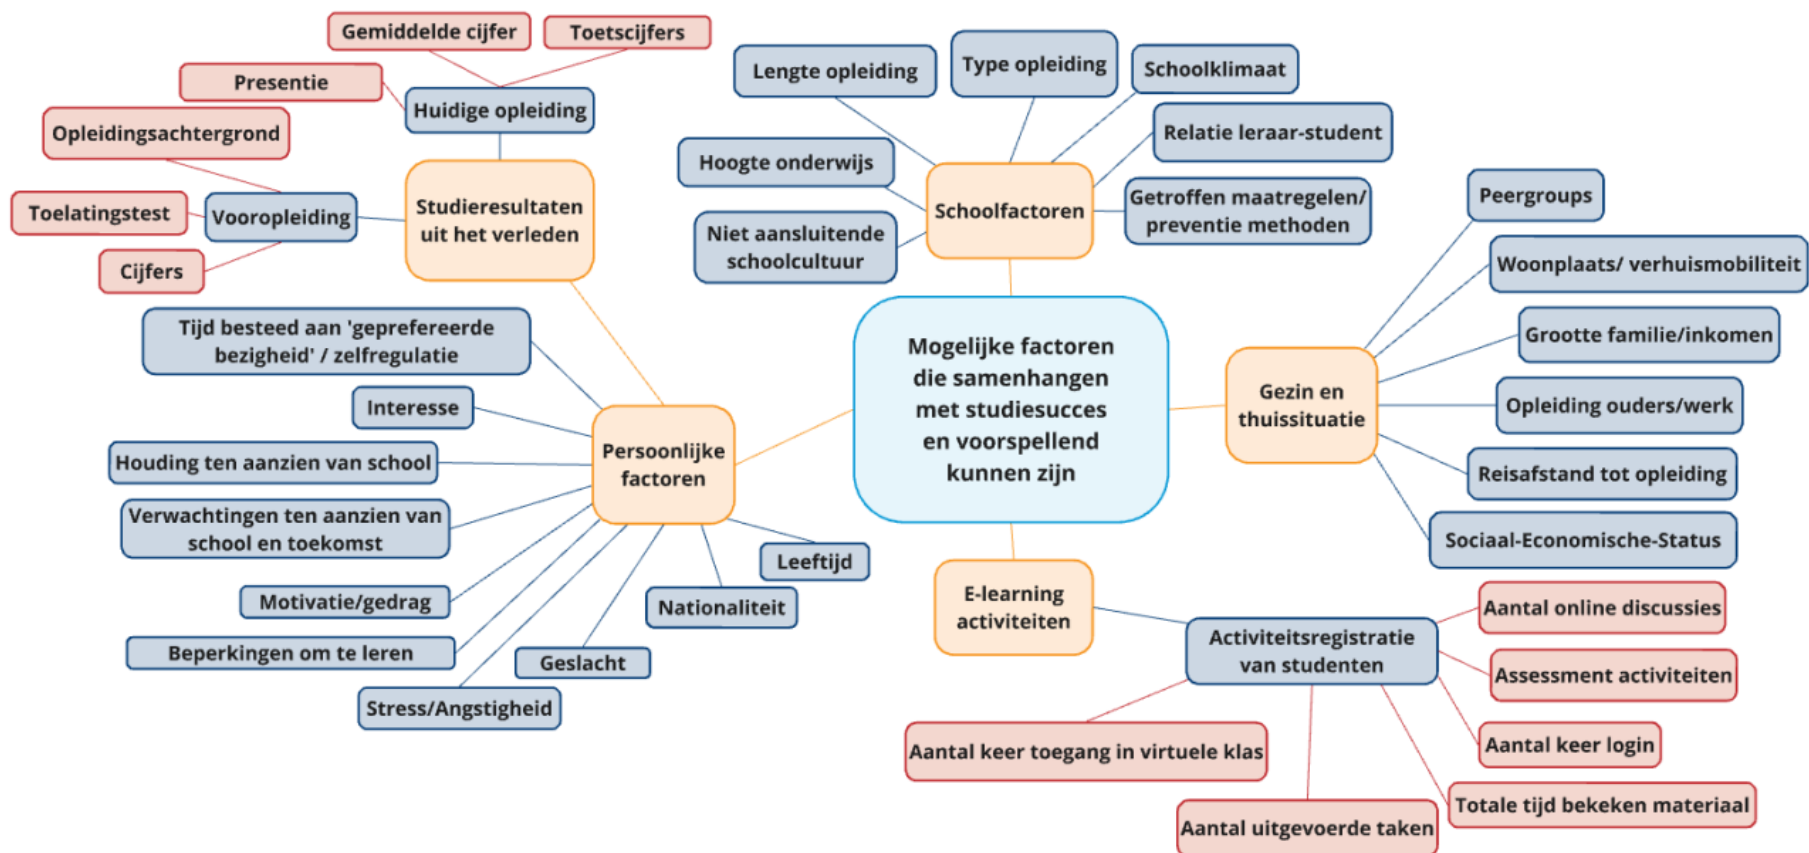 Gemiddelde cijfer
Toetscijfers
Presentie
Huidige opleiding
Opleidingsachtergrond
Toelatingstest
Vooropleiding
Cijfers
Studieresultaten
uit het verleden
Lengte opleiding
Type opleiding
Schoolklimaat
Hoogte onderwijs
Relatie leraar-student
Niet aansluitende
schoolcultuur
Schoolfactoren
Getroffen maatregelen/
preventie methoden
Peergroups
Woonplaats/ verhuismobiliteit
Grootte familie/inkomen
Gezin en
thuissituatie
Opleiding ouders/werk
Reisafstand tot opleiding
Sociaal-Economische-Status
Mogelijke factoren
die samenhangen
met studiesucces
en voorspellend
kunnen zijn
Tijd besteed aan 'geprefereerde
bezigheid' / zelfregulatie
Interesse
Houding ten aanzien van school
Persoonlijke
factoren
Verwachtingen ten aanzien van
school en toekomst
Motivatie/gedrag
Beperkingen om te leren
Stress/Angstigheid
Geslacht
Nationaliteit
Leeftijd
E-learning
activiteiten
Activiteitsregistratie
van studenten
Aantal online discussies
Assessment activiteiten
Aantal keer login
Totale tijd bekeken materiaal
Aantal uitgevoerde taken
Aantal keer toegang in virtuele klas